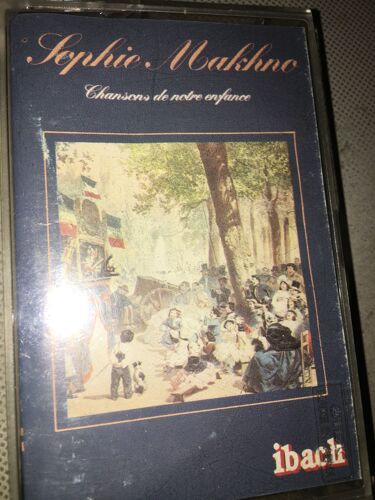 Sophie Makhno
Chansons de notre enfance
ibach